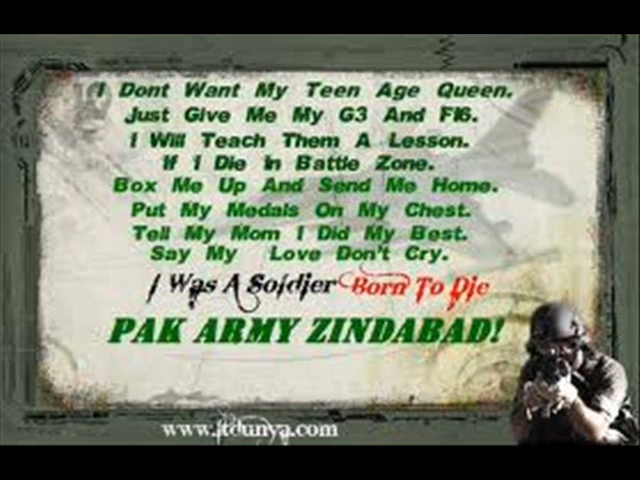 I Dont Want My Teen Age Queen.
Just Give Me My G3 And F16.
I Will Teach Them A Lesson.
If I Die In Battle Zone.
Box Me Up And Send Me Home.
Put My Medals On My Chest.
Tell My Mom I Did My Best.
Say My Love Don't Cry.
I Was A Soldier Born To Die
PAK ARMY ZINDABAD!
www.itdunya.com